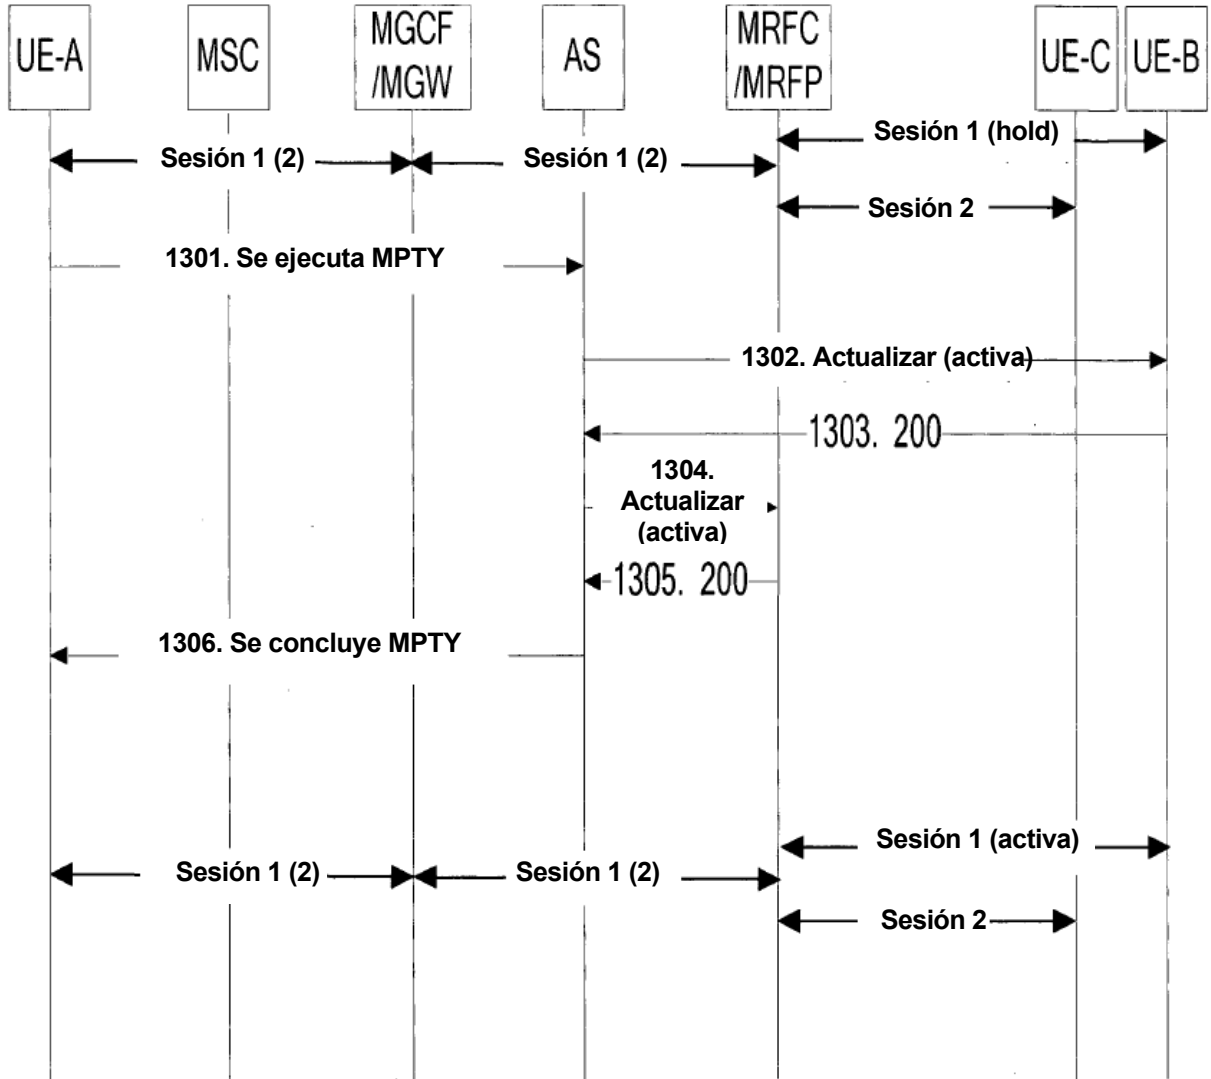 UE-A
MSC
MGCF
/MGW
AS
MRFC
/MRFP
UE-C
UE-B
Sesión 1 (hold)
Sesión 1 (2)
Sesión 1 (2)
Sesión 2
1301. Se ejecuta MPTY
1302. Actualizar (activa)
1303. 200
1304.
Actualizar
(activa)
1305. 200
1306. Se concluye MPTY
Sesión 1 (activa)
Sesión 1 (2)
Sesión 1 (2)
Sesión 2